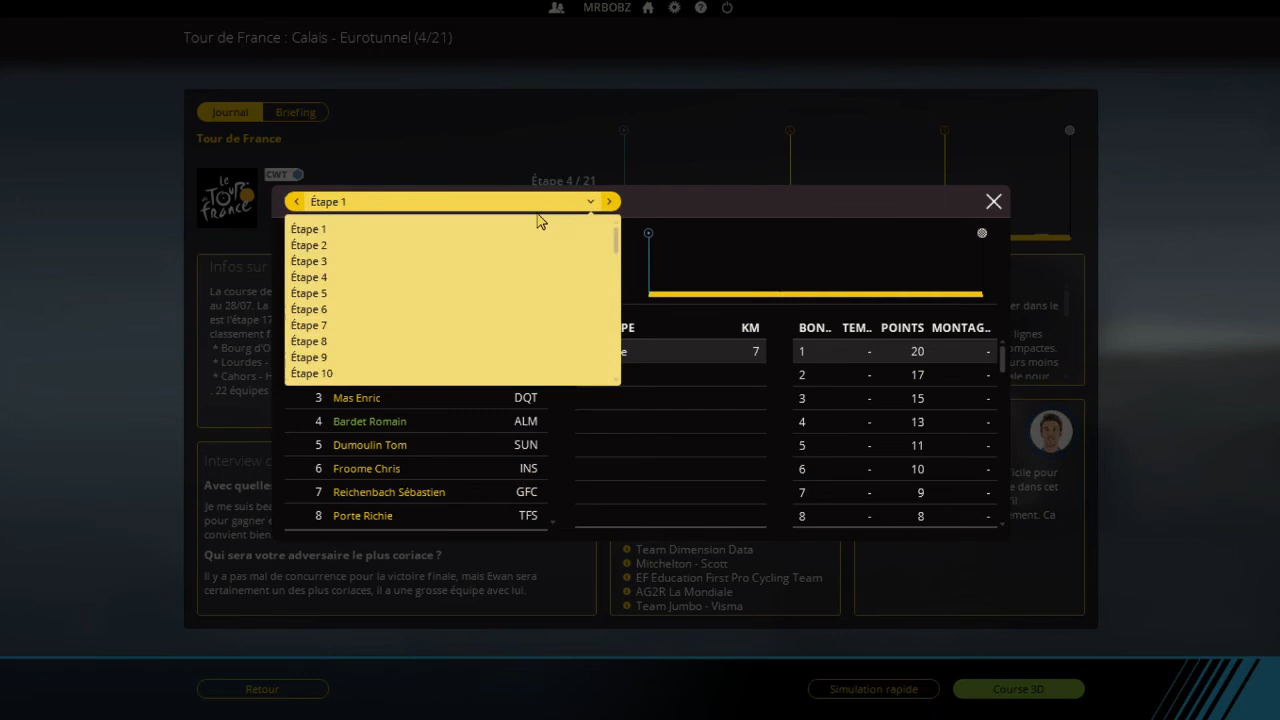 MRBOBZ
Tour de France : Calais - Eurotunnel (4/21)
Journal
Briefing
Tour de France
le Tour de France
CWT
Étape 4 / 21
Étape 1
Étape 1
Étape 2
Étape 3
Étape 4
Étape 5
Étape 6
Étape 7
Étape 8
Étape 9
Étape 10
KM
7
3 Mas Enric DQT
4 Bardet Romain ALM
5 Dumoulin Tom SUN
6 Froome Chris INS
7 Reichenbach Sébastien GFC
8 Porte Richie TFS
BON.. TEM.. POINTS MONTAG..
1 - 20 -
2 - 17 -
3 - 15 -
4 - 13 -
5 - 11 -
6 - 10 -
7 - 9 -
8 - 8 -
Infos sur
La course de
au 28/07. La
est l'étape 17
classement f
* Bourg d'O
* Lourdes -
* Cahors - H
. 22 équipes
er dans le
lignes
ompactes.
urs moins
Interview d
Avec quelle
Je me suis bea
pour gagner e
convient bien
Qui sera votre adversaire le plus coriace ?
Il y a pas mal de concurrence pour la victoire finale, mais Ewan sera
certainement un des plus coriaces, il a une grosse équipe avec lui.
Team Dimension Data
Mitchelton - Scott
EF Education First Pro Cycling Team
AG2R La Mondiale
Team Jumbo - Visma
icile pour
e dans cet
fil
ement. Ca
Retour
Simulation rapide
Course 3D